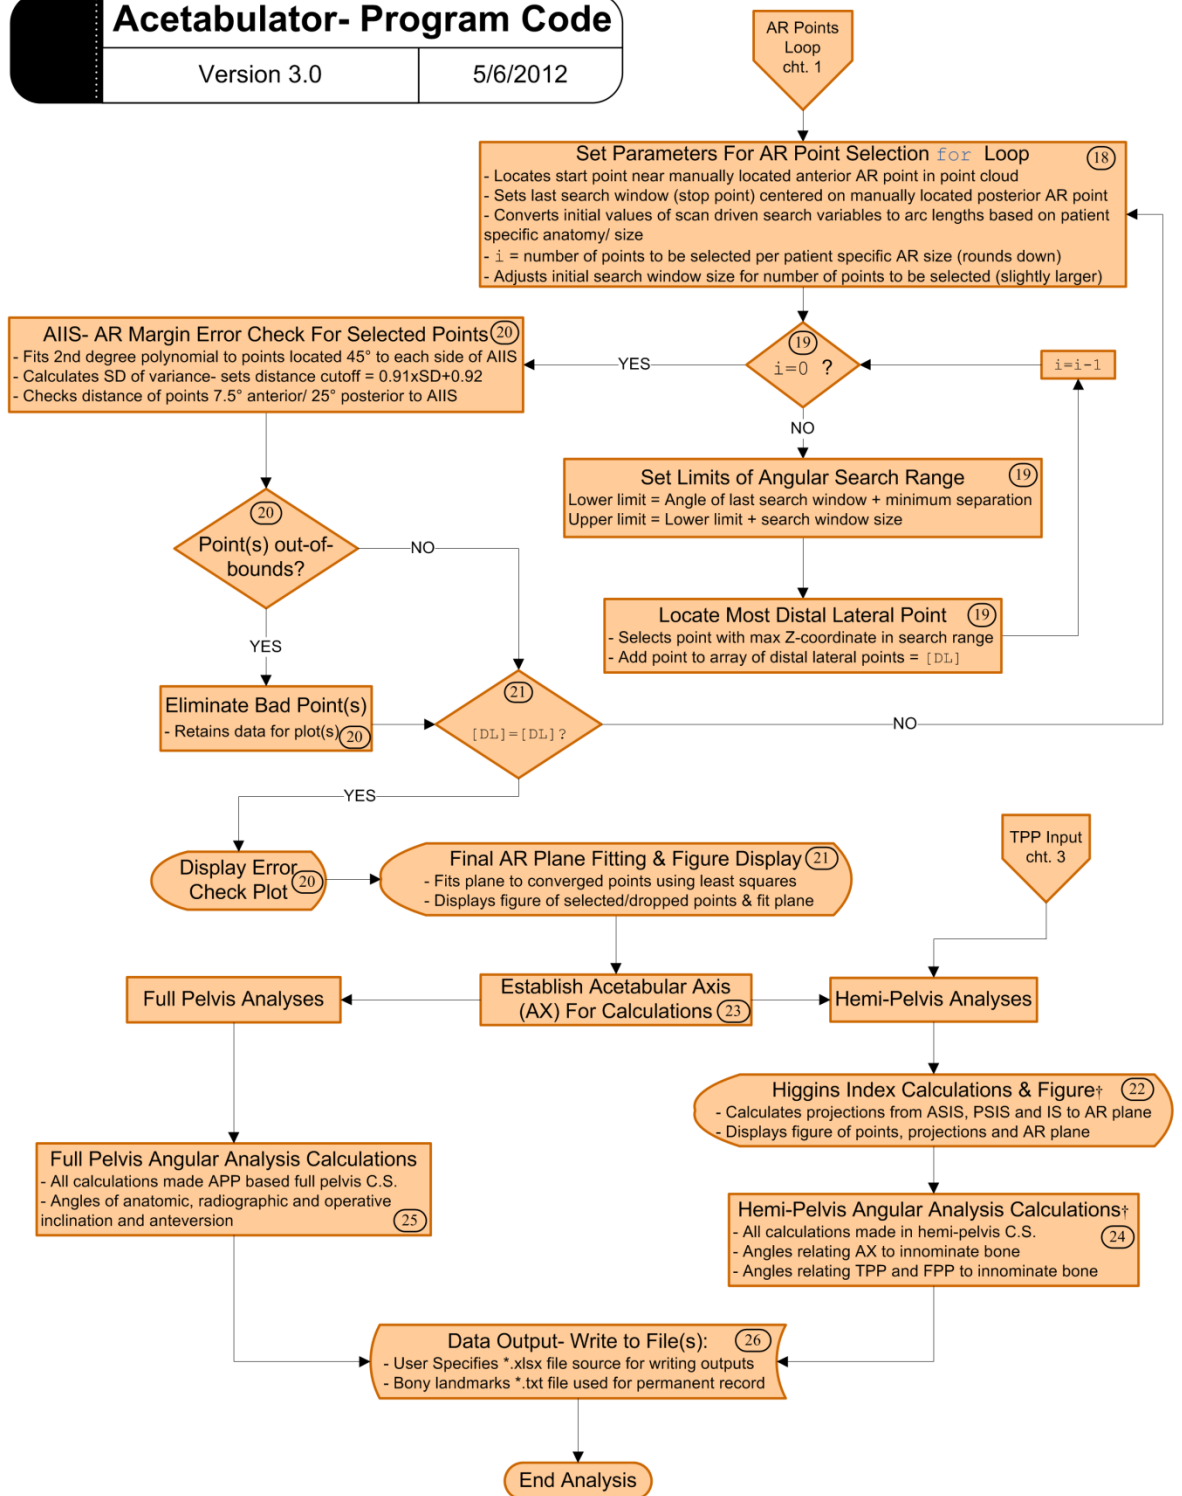 Acetabulator- Program Code
Version 3.0
5/6/2012
AR Points
Loop
cht. 1
Set Parameters For AR Point Selection for Loop
18
- Locates start point near manually located anterior AR point in point cloud
- Sets last search window (stop point) centered on manually located posterior AR point
- Converts initial values of scan driven search variables to arc lengths based on patient
specific anatomy/ size
- i = number of points to be selected per patient specific AR size (rounds down)
- Adjusts initial search window size for number of points to be selected (slightly larger)
AIIS- AR Margin Error Check For Selected Points
20
- Fits 2nd degree polynomial to points located 45° to each side of AIIS
- Calculates SD of variance- sets distance cutoff = 0.91xSD+0.92
- Checks distance of points 7.5° anterior/ 25° posterior to AIIS
YES
19
i=0 ?
i=i-1
NO
Set Limits of Angular Search Range
19
Lower limit = Angle of last search window + minimum separation
Upper limit = Lower limit + search window size
20
Point(s) out-of-
bounds?
NO
YES
Locate Most Distal Lateral Point
19
- Selects point with max Z-coordinate in search range
- Add point to array of distal lateral points = [DL]
Eliminate Bad Point(s)
- Retains data for plot(s)
20
21
[DL]=[DL]?
NO
YES
Display Error
Check Plot
20
Final AR Plane Fitting & Figure Display
21
- Fits plane to converged points using least squares
- Displays figure of selected/dropped points & fit plane
TPP Input
cht. 3
Full Pelvis Analyses
Establish Acetabular Axis
(AX) For Calculations
23
Hemi-Pelvis Analyses
Higgins Index Calculations & Figure†
22
- Calculates projections from ASIS, PSIS and IS to AR plane
- Displays figure of points, projections and AR plane
Full Pelvis Angular Analysis Calculations
- All calculations made APP based full pelvis C.S.
- Angles of anatomic, radiographic and operative
inclination and anteversion
25
Hemi-Pelvis Angular Analysis Calculations†
- All calculations made in hemi-pelvis C.S.
24
- Angles relating AX to innominate bone
- Angles relating TPP and FPP to innominate bone
Data Output- Write to File(s):
26
- User Specifies *.xlsx file source for writing outputs
- Bony landmarks *.txt file used for permanent record
End Analysis